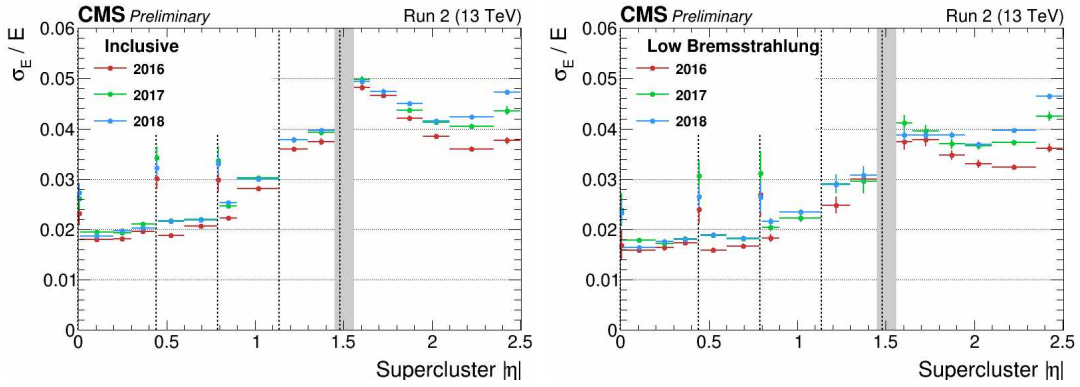 CMS Preliminary Run 2 (13 TeV)
σ_E / E
0.06
0.05
0.04
0.03
0.02
0.01
0
Inclusive
2016
2017
2018
0 0.5 1 1.5 2 2.5
Supercluster |η|
CMS Preliminary Run 2 (13 TeV)
σ_E / E
0.06
0.05
0.04
0.03
0.02
0.01
0
Low Bremsstrahlung
2016
2017
2018
0 0.5 1 1.5 2 2.5
Supercluster |η|